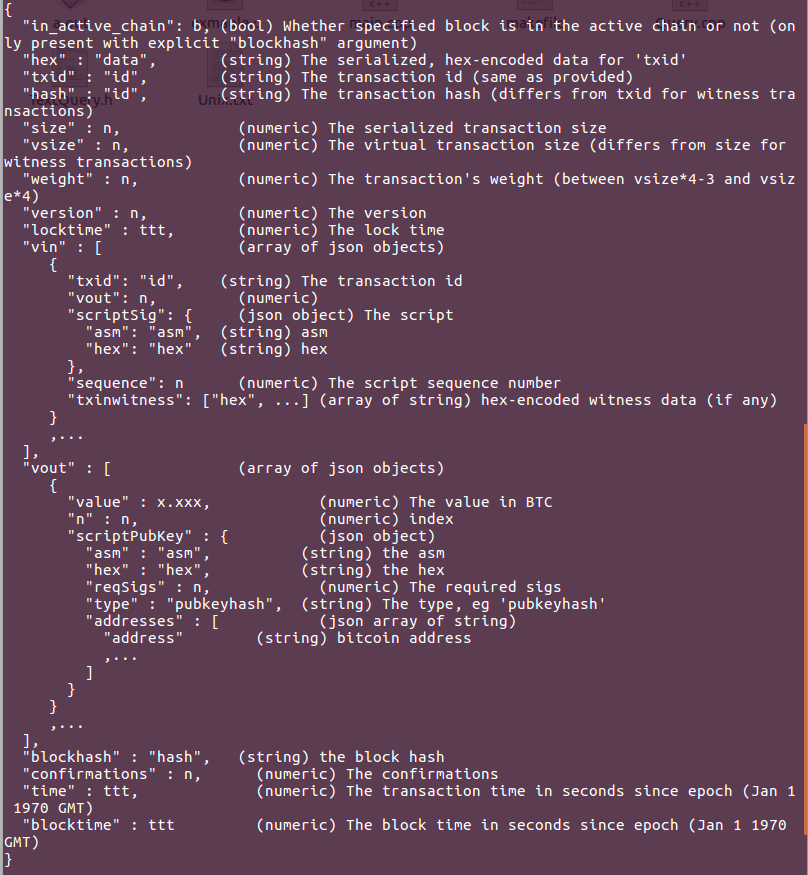 {
  "in_active_chain": b, (bool) Whether specified block is in the active chain or not (on
ly present with explicit "blockhash" argument)
  "hex" : "data",       (string) The serialized, hex-encoded data for 'txid'
  "txid" : "id",        (string) The transaction id (same as provided)
  "hash" : "id",        (string) The transaction hash (differs from txid for witness tra
nsactions)
  "size" : n,             (numeric) The serialized transaction size
  "vsize" : n,            (numeric) The virtual transaction size (differs from size for
witness transactions)
  "weight" : n,           (numeric) The transaction's weight (between vsize*4-3 and vsiz
e*4)
  "version" : n,          (numeric) The version
  "locktime" : ttt,       (numeric) The lock time
  "vin" : [               (array of json objects)
     {
       "txid": "id",    (string) The transaction id
       "vout": n,         (numeric)
       "scriptSig": {     (json object) The script
         "asm": "asm",  (string) asm
         "hex": "hex"   (string) hex
       },
       "sequence": n      (numeric) The script sequence number
       "txinwitness": ["hex", ...] (array of string) hex-encoded witness data (if any)
     }
     ,...
  ],
  "vout" : [              (array of json objects)
     {
       "value" : x.xxx,            (numeric) The value in BTC
       "n" : n,                    (numeric) index
       "scriptPubKey" : {          (json object)
         "asm" : "asm",          (string) the asm
         "hex" : "hex",          (string) the hex
         "reqSigs" : n,            (numeric) The required sigs
         "type" : "pubkeyhash",  (string) The type, eg 'pubkeyhash'
         "addresses" : [           (json array of string)
           "address"        (string) bitcoin address
           ,...
         ]
       }
     }
     ,...
  ],
  "blockhash" : "hash",   (string) the block hash
  "confirmations" : n,      (numeric) The confirmations
  "time" : ttt,             (numeric) The transaction time in seconds since epoch (Jan 1
 1970 GMT)
  "blocktime" : ttt         (numeric) The block time in seconds since epoch (Jan 1 1970
GMT)
}